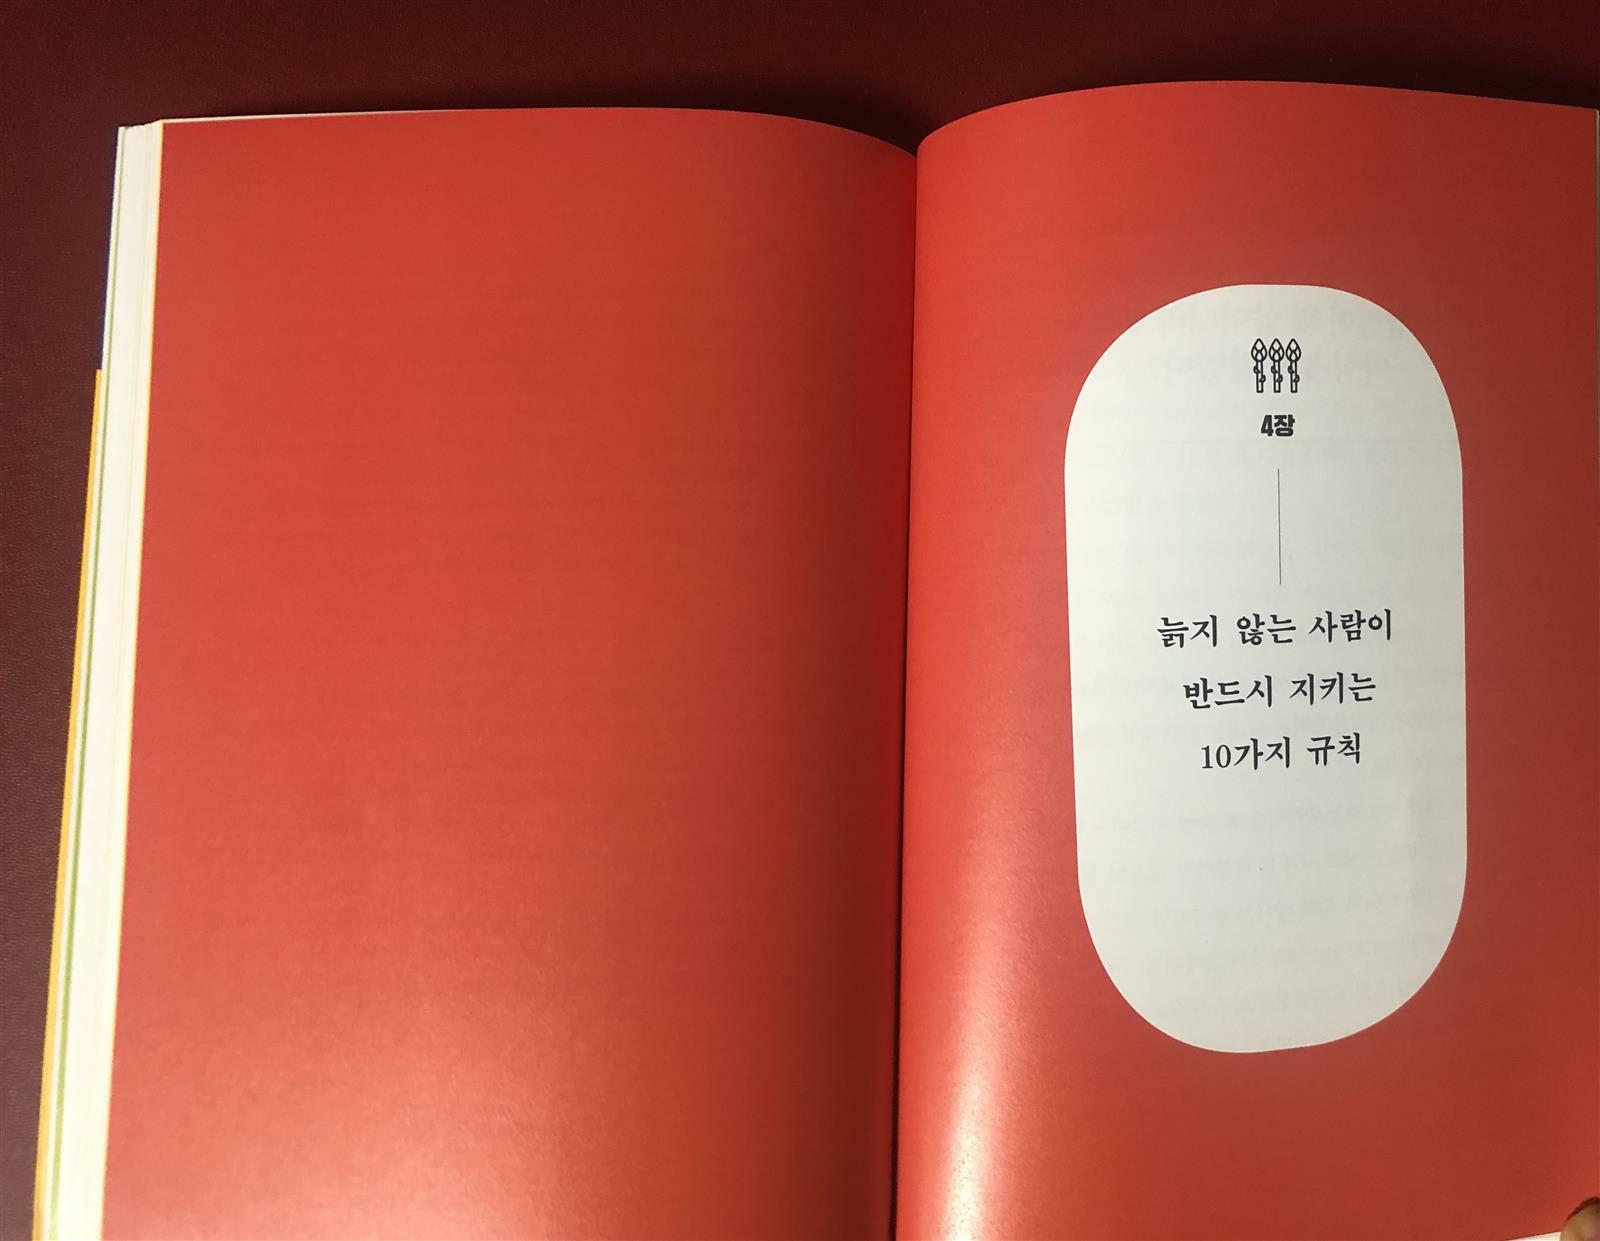 4장
늙지 않는 사람이
반드시 지키는
10가지 규칙